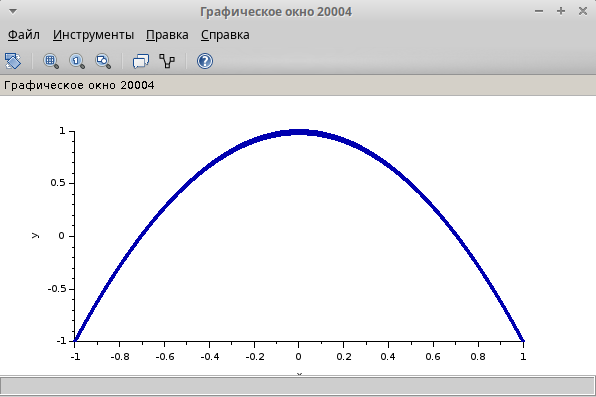 Графическое окно 20004
Файл Инструменты Правка Справка
Графическое окно 20004
1
0.5
0
-0.5
-1
y
-1 -0.8 -0.6 -0.4 -0.2 0 0.2 0.4 0.6 0.8 1